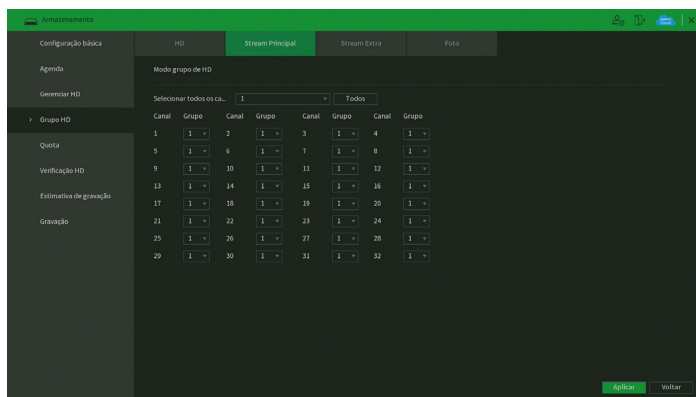 Armazenamento
Configuração básica
Agenda
Gerenciar HD
> Grupo HD
Quota
Verificação HD
Estimativa de gravação
Gravação
HD Stream Principal Stream Extra Foto
Modo grupo de HD
Selecionar todos os ca... 1 Todos
Canal Grupo Canal Grupo Canal Grupo Canal Grupo
1 1 2 1 3 1 4 1
5 1 6 1 7 1 8 1
9 1 10 1 11 1 12 1
13 1 14 1 15 1 16 1
17 1 18 1 19 1 20 1
21 1 22 1 23 1 24 1
25 1 26 1 27 1 28 1
29 1 30 1 31 1 32 1
Aplicar Voltar